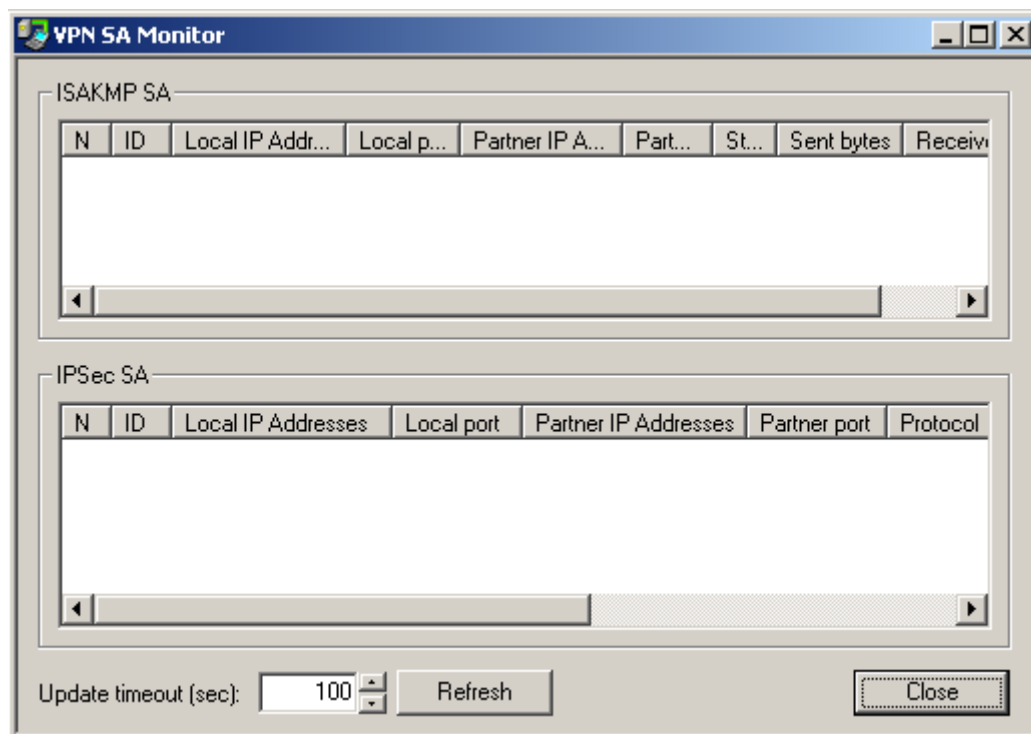 VPN SA Monitor
ISAKMP SA
N ID Local IP Addr... Local p... Partner IP A... Part... St... Sent bytes Receive
IPSec SA
N ID Local IP Addresses Local port Partner IP Addresses Partner port Protocol
Update timeout (sec): 100 Refresh Close